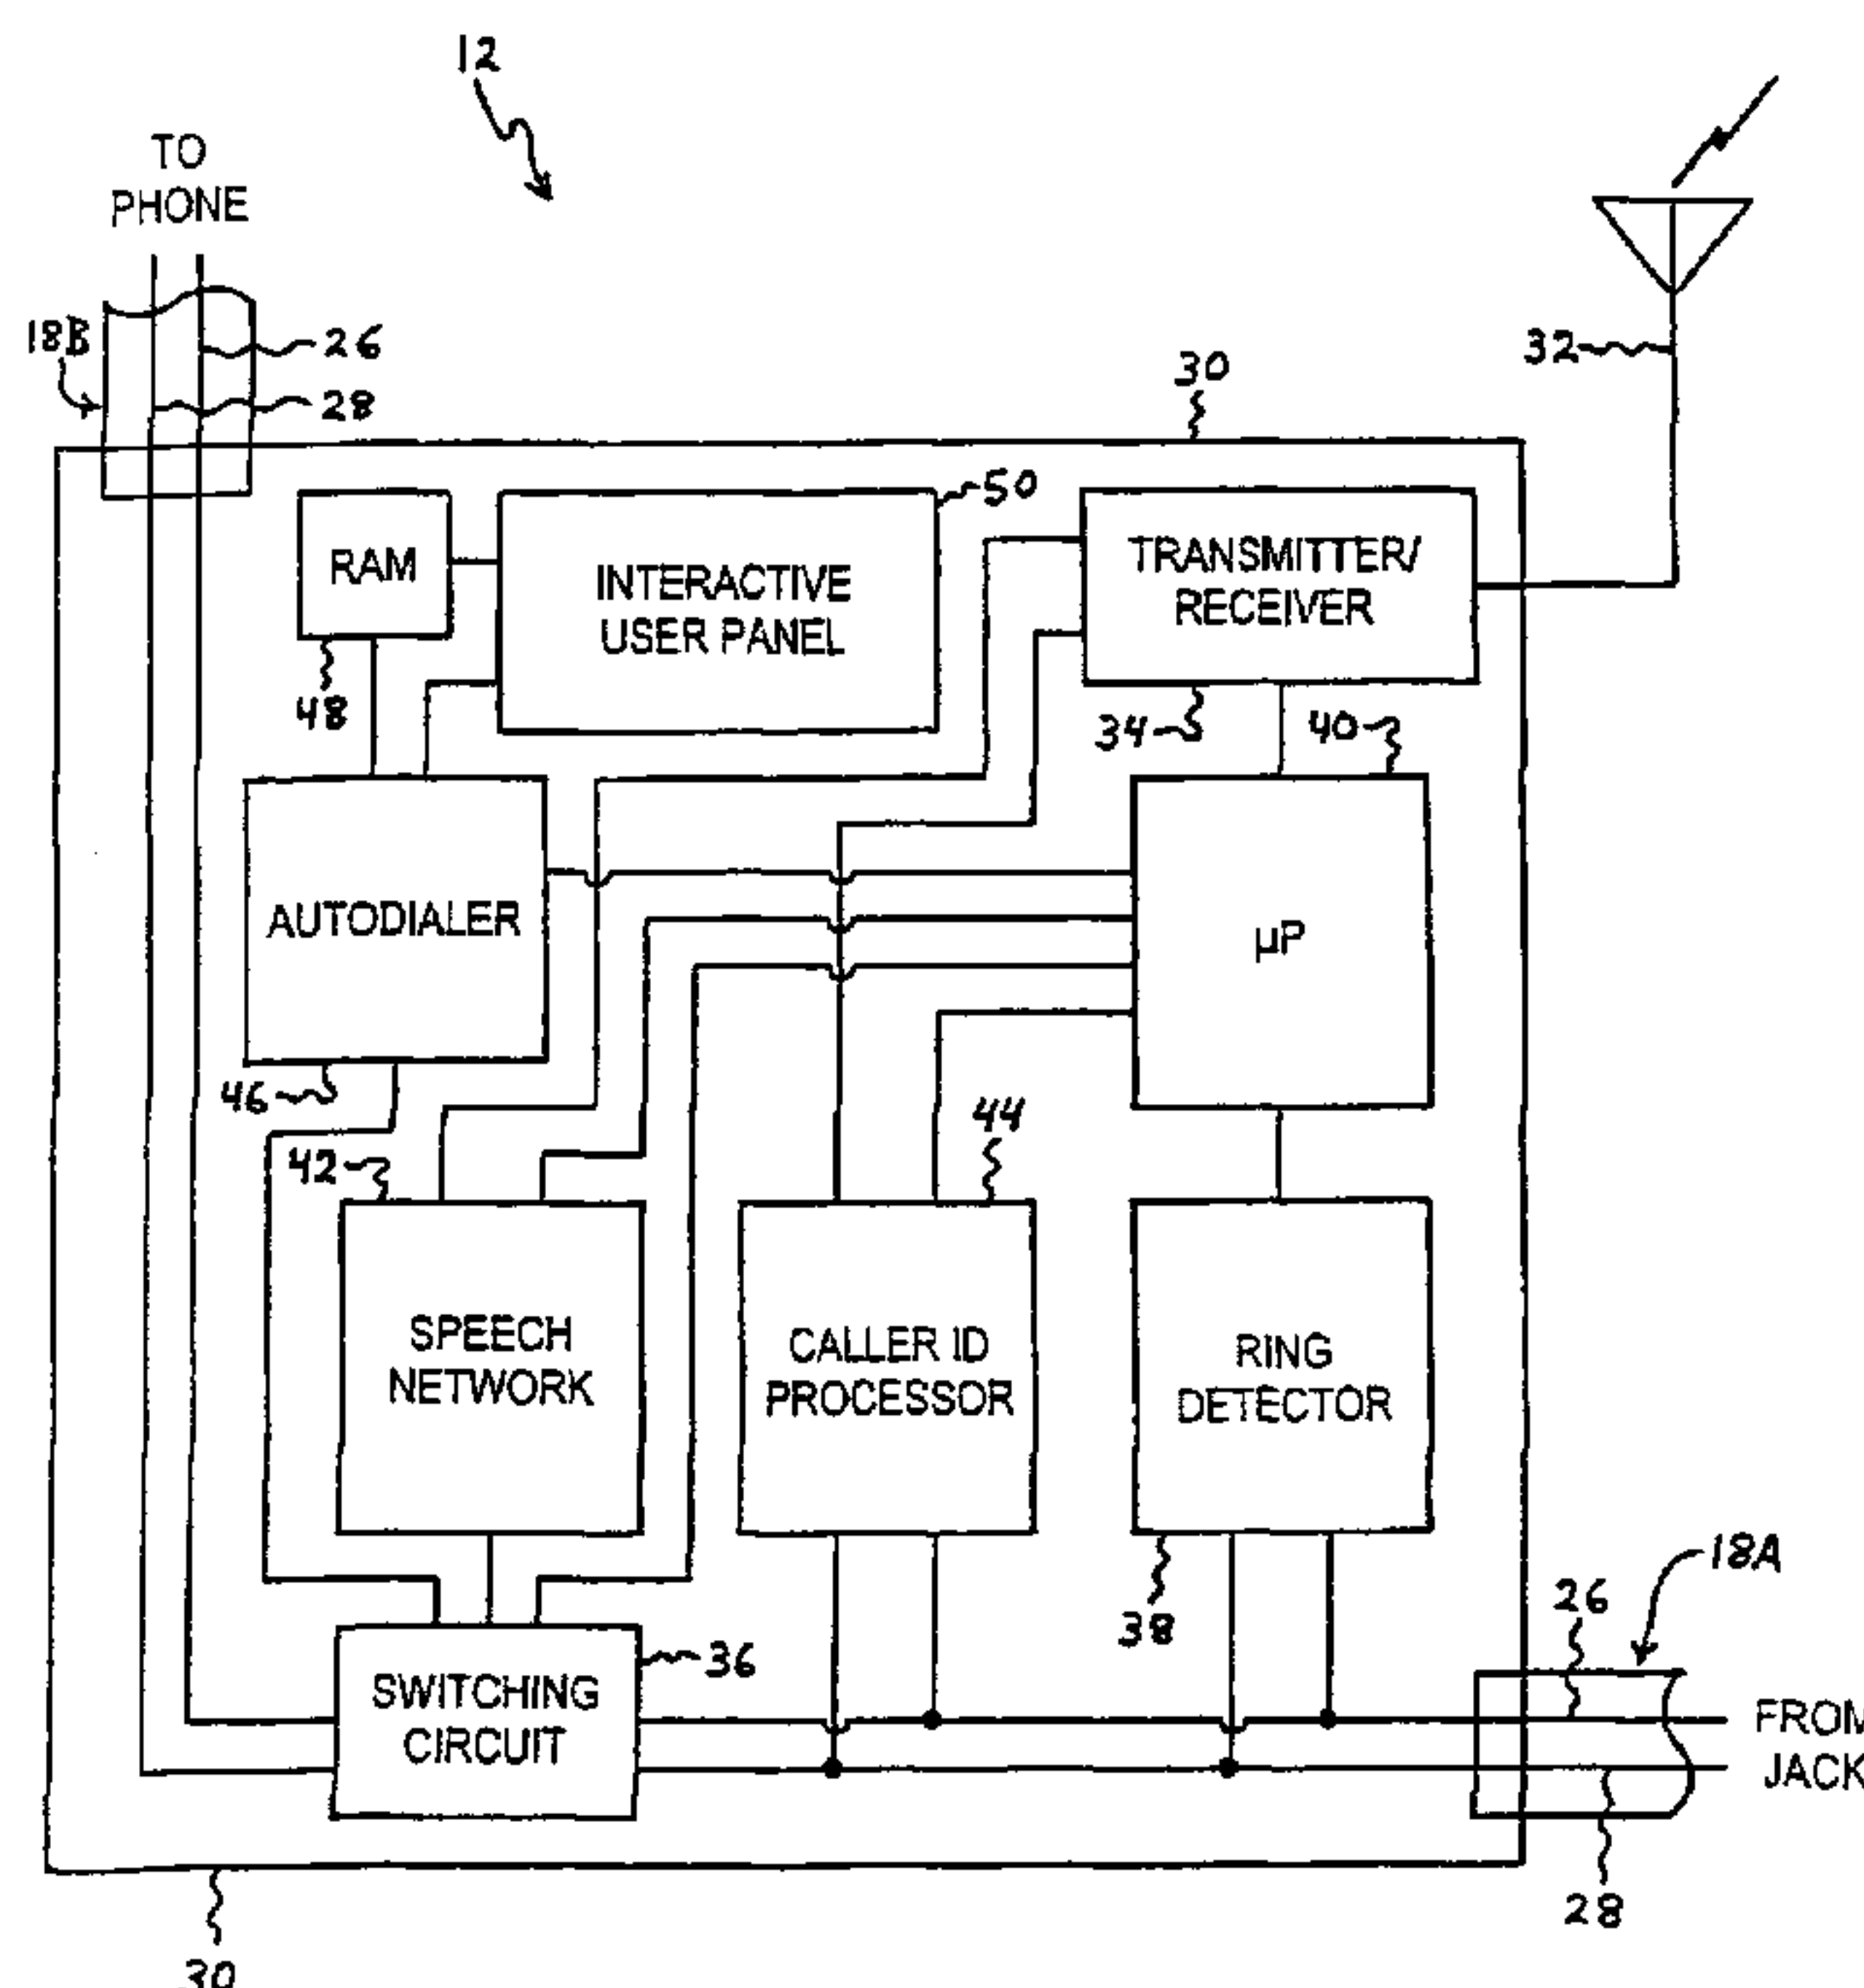 12
TO
PHONE
18B
26
28
32
30
RAM
48
INTERACTIVE
USER PANEL
50
TRANSMITTER/
RECEIVER
34
40
AUTODIALER
46
µP
42
44
SPEECH
NETWORK
CALLER ID
PROCESSOR
RING
DETECTOR
38
18A
26
SWITCHING
CIRCUIT
36
FROM
JACK
28
30